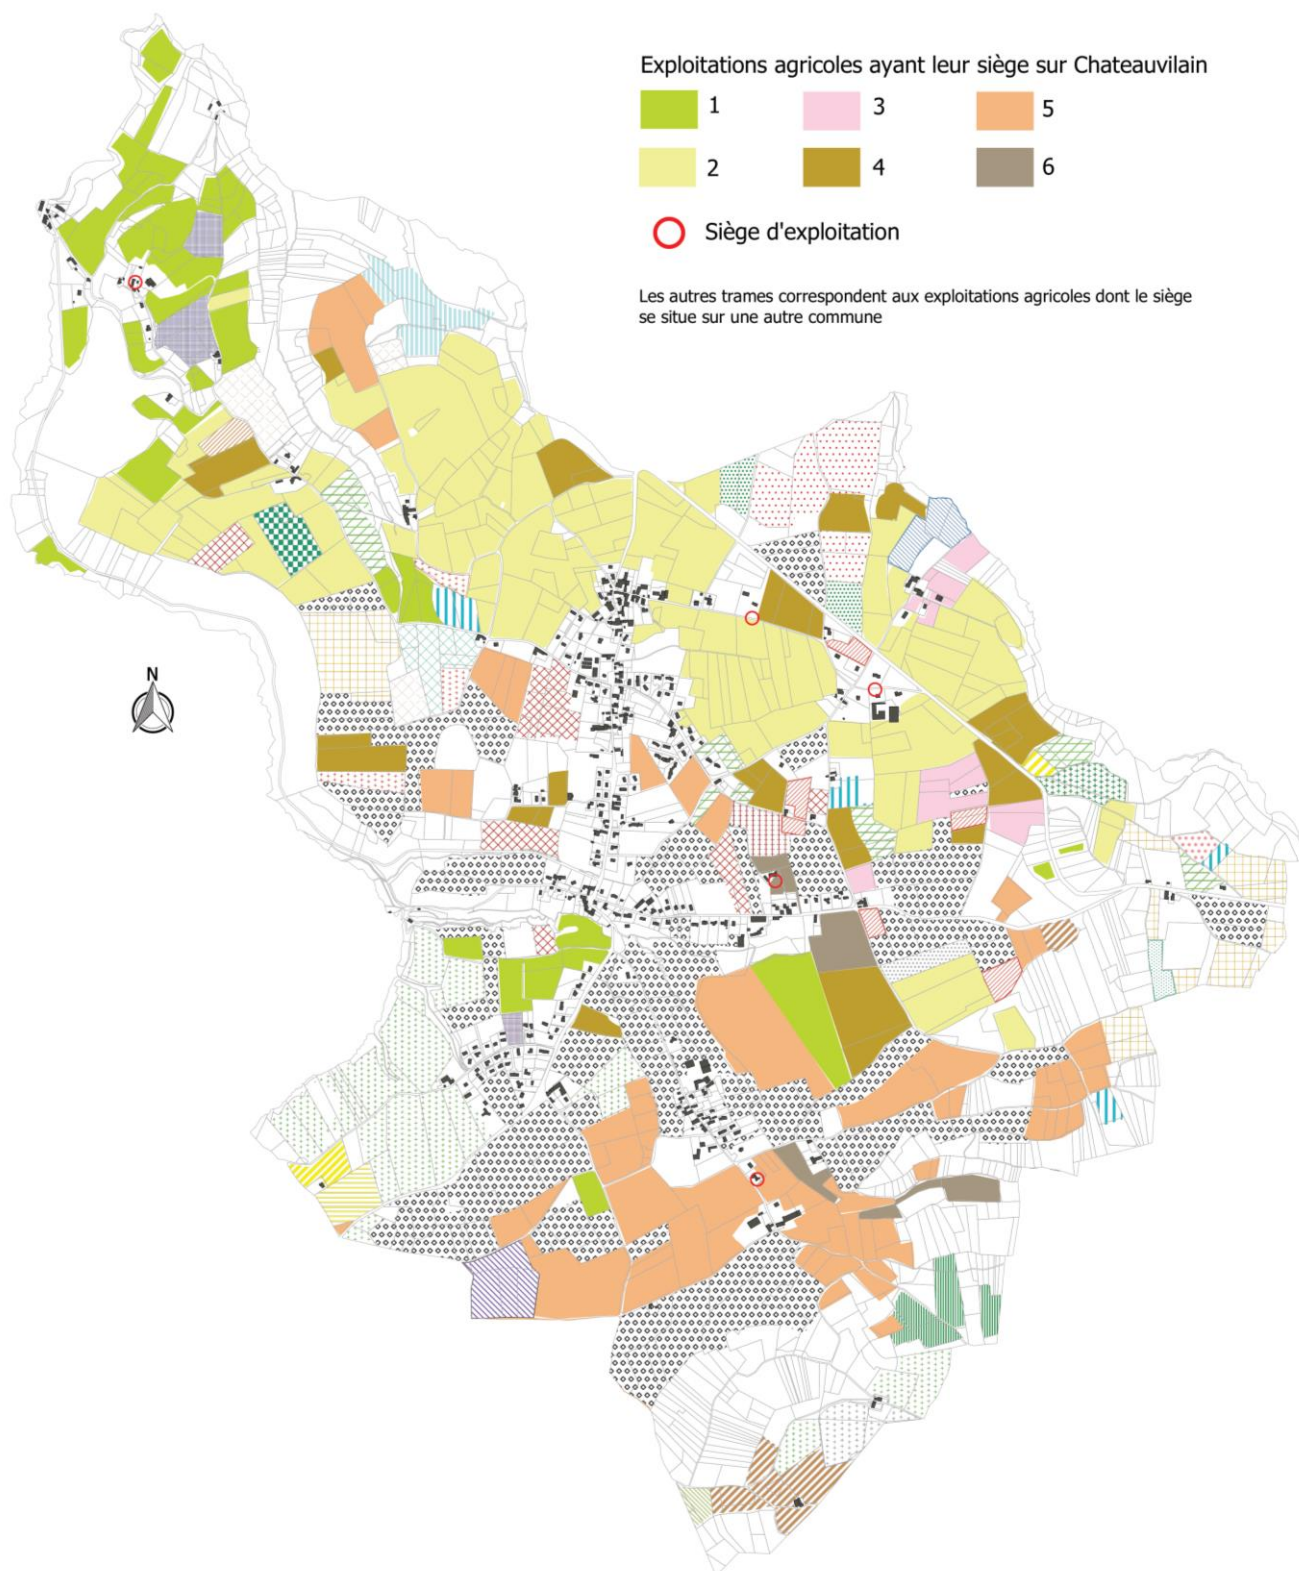 Exploitations agricoles ayant leur siège sur Chateauvilain
1 3 5
2 4 6
Siège d'exploitation
Les autres trames correspondent aux exploitations agricoles dont le siège
se situe sur une autre commune
N